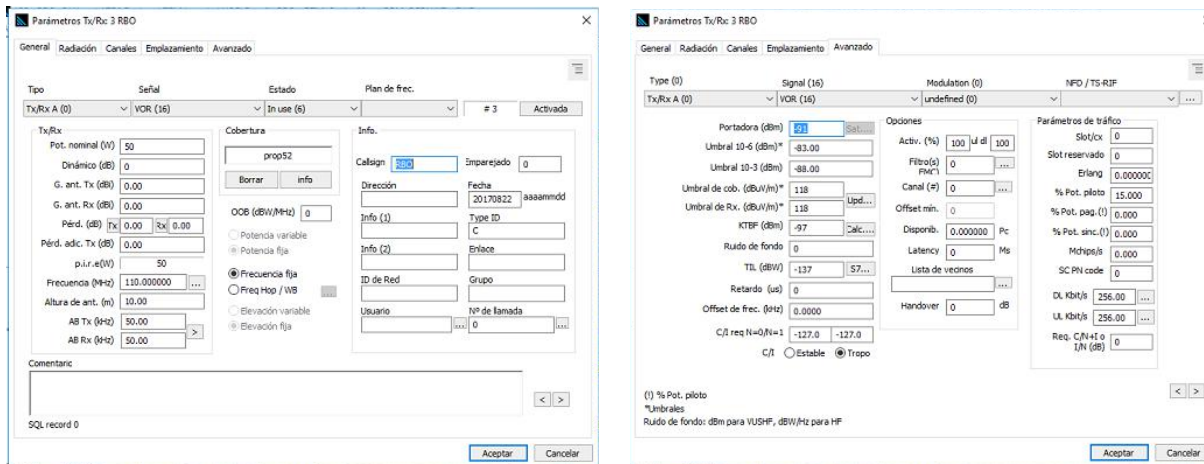 Parámetros Tx/Rx: 3 RBO
General Radiación Canales Emplazamiento Avanzado
Tipo Señal Estado Plan de frec.
Tx/Rx A (0) VOR (16) In use (6) # 3 Activada
Tx/Rx
Pot. nominal (W) 50
Dinámico (dB) 0
G. ant. Tx (dBi) 0.00
G. ant. Rx (dBi) 0.00
Pérd. (dB) Tx 0.00 Rx 0.00
Pérd. adic. Tx (dB) 0.00
p.i.r.e(W) 50
Frecuencia (MHz) 110.000000 ...
Altura de ant. (m) 10.00
AB Tx (kHz) 50.00
AB Rx (kHz) 50.00
>
Cobertura
prop52
Borrar info
OOB (dBW/MHz) 0
Potencia variable
Potencia fija
Frecuencia fija
Freq Hop / WB ...
Elevación variable
Elevación fija
Info.
Callsign RBO Emparejado 0
Dirección Fecha
20170822 aaaammdd
Info (1) Type ID
C
Info (2) Enlace
ID de Red Grupo
Usuario Nº de llamada
... 0 ...
Comentaric
< >
SQL record 0
Aceptar Cancelar
Parámetros Tx/Rx: 3 RBO
General Radiación Canales Emplazamiento Avanzado
Type (0) Signal (16) Modulation (0) NFD / TS-RIF
Tx/Rx A (0) VOR (16) undefined (0) ...
Portadora (dBm) -91 Sat....
Umbral 10-6 (dBm)* -83.00
Umbral 10-3 (dBm) -88.00
Umbral de cob. (dBuV/m)* 118
Umbral de Rx. (dBuV/m)* 118
Upd...
KTBF (dBm) -97 Calc....
Ruido de fondo 0
TIL (dBW) -137 S7...
Retardo (us) 0
Offset de frec. (kHz) 0.0000
C/I req N=0/N=1 -127.0 -127.0
C/I Estable Tropo
Opciones
Activ. (%) 100 ul dl 100
Filtro(s) 0 ...
EMC)
Canal (#) 0 ...
Offset min. 0
Disponib. 0.000000 Pc
Latency 0 Ms
Lista de vecinos
...
Handover 0 dB
Parámetros de tráfico
Slot/cx 0
Slot reservado 0
Erlang 0.00000C
% Pot. piloto 15.000
% Pot. pag.(!) 0.000
% Pot. sinc.(!) 0.000
Mchips/s 0.000
SC PN code 0
DL Kbit/s 256.00 ...
UL Kbit/s 256.00 ...
Req. C/N+I o
I/N (dB) 0
< >
(!) % Pot. piloto
*Umbrales
Ruido de fondo: dBm para VUSHF, dBW/Hz para HF
Aceptar Cancelar